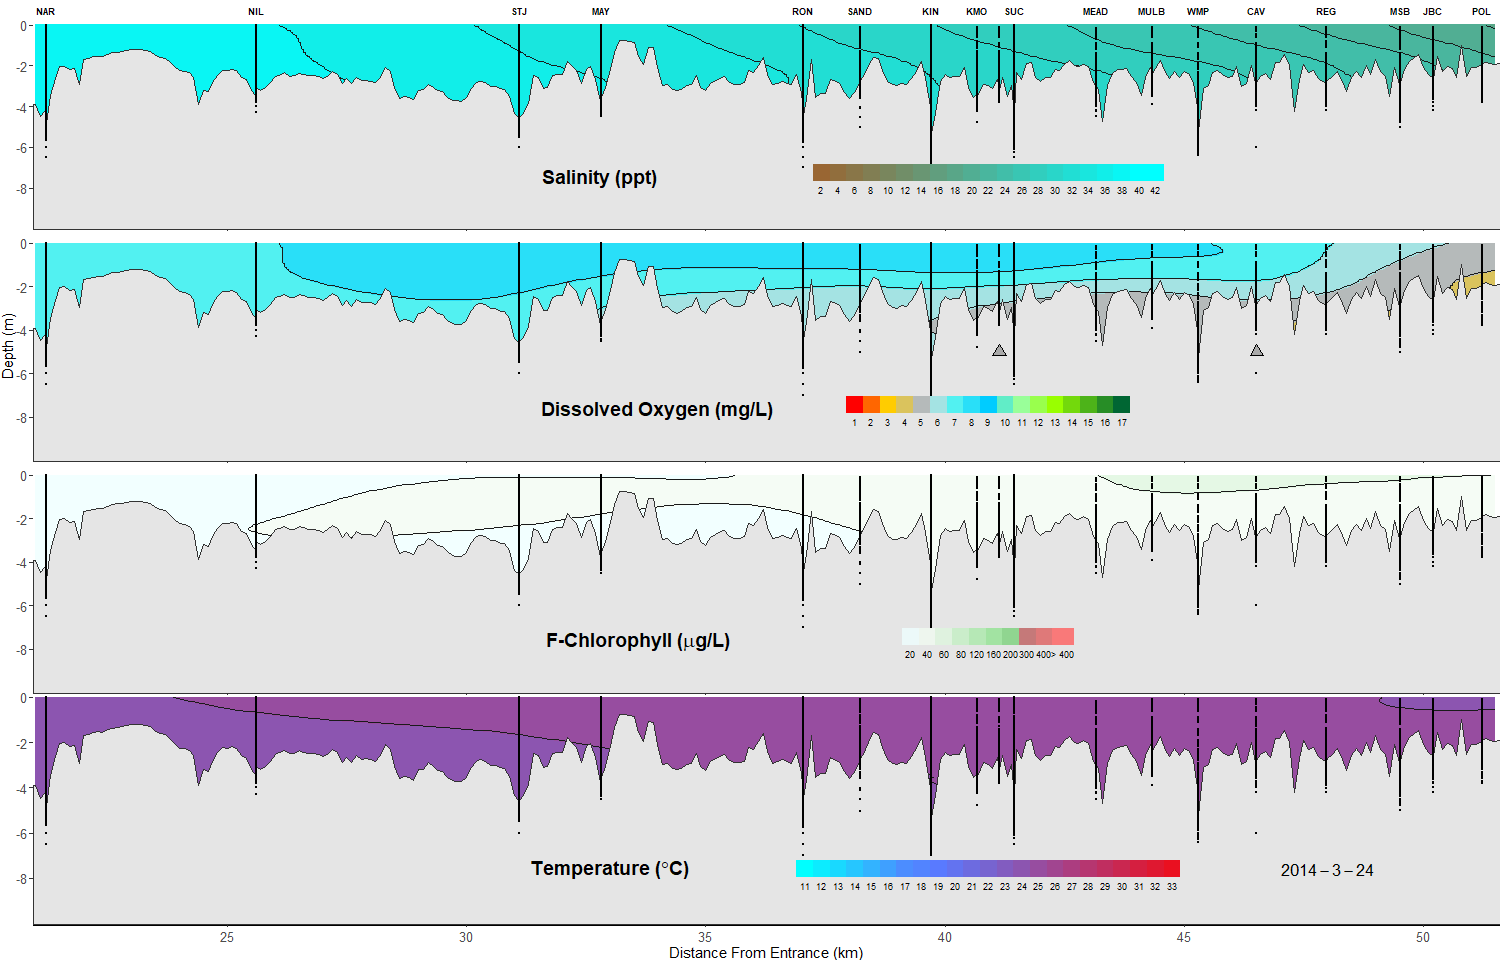 NAR NIL STJ MAY RON SAND KIN KMO SUC MEAD MULB WMP CAV REG MSB JBC POL
0
-2
-4
-6
-8
Salinity (ppt)
2 4 6 8 10 12 14 16 18 20 22 24 26 28 30 32 34 36 38 40 42
0
-2
-4
-6
-8
Depth (m)
Dissolved Oxygen (mg/L)
1 2 3 4 5 6 7 8 9 10 11 12 13 14 15 16 17
0
-2
-4
-6
-8
F-Chlorophyll (μg/L)
20 40 60 80 120 160 200 300 400> 400
0
-2
-4
-6
-8
Temperature (°C)
11 12 13 14 15 16 17 18 19 20 21 22 23 24 25 26 27 28 29 30 31 32 33
2014 – 3 – 24
25 30 35 40 45 50
Distance From Entrance (km)